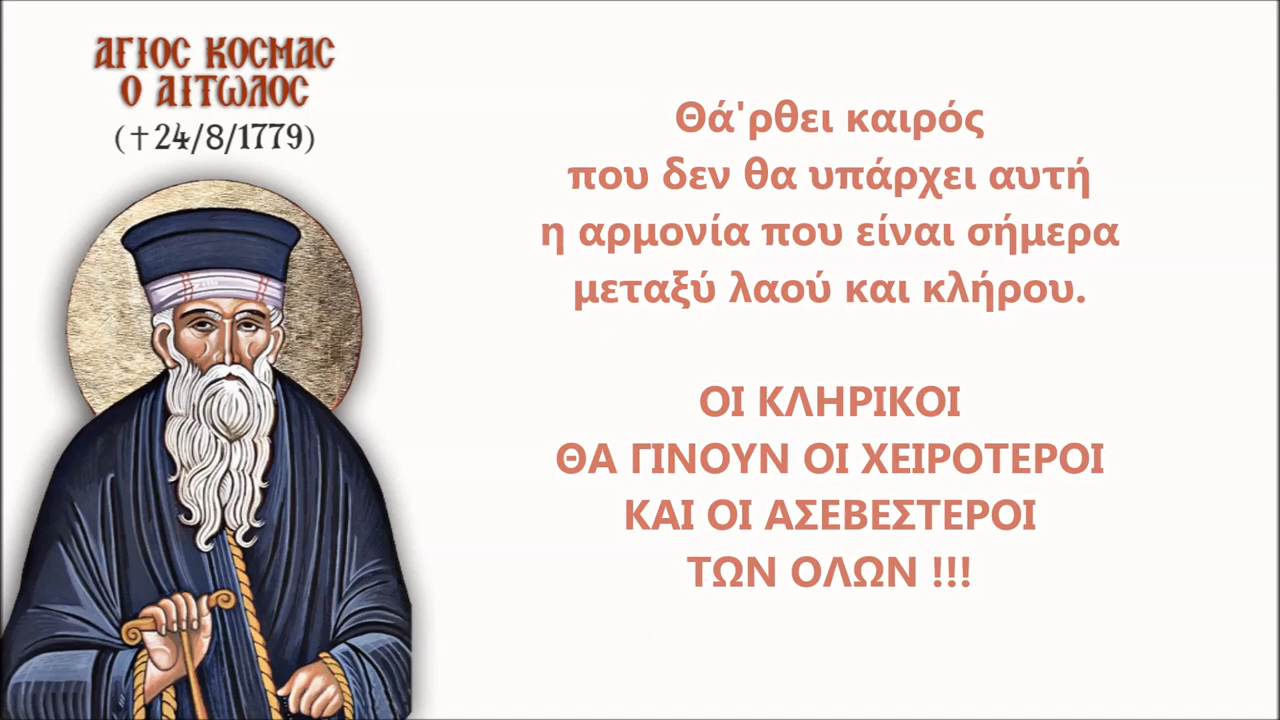 ΑΓΙΟΣ ΚΟΣΜΑΣ
Ο ΑΙΤΩΛΟΣ
(†24/8/1779)
Θά'ρθει καιρός
που δεν θα υπάρχει αυτή
η αρμονία που είναι σήμερα
μεταξύ λαού και κλήρου.
ΟΙ ΚΛΗΡΙΚΟΙ
ΘΑ ΓΙΝΟΥΝ ΟΙ ΧΕΙΡΟΤΕΡΟΙ
ΚΑΙ ΟΙ ΑΣΕΒΕΣΤΕΡΟΙ
ΤΩΝ ΟΛΩΝ !!!